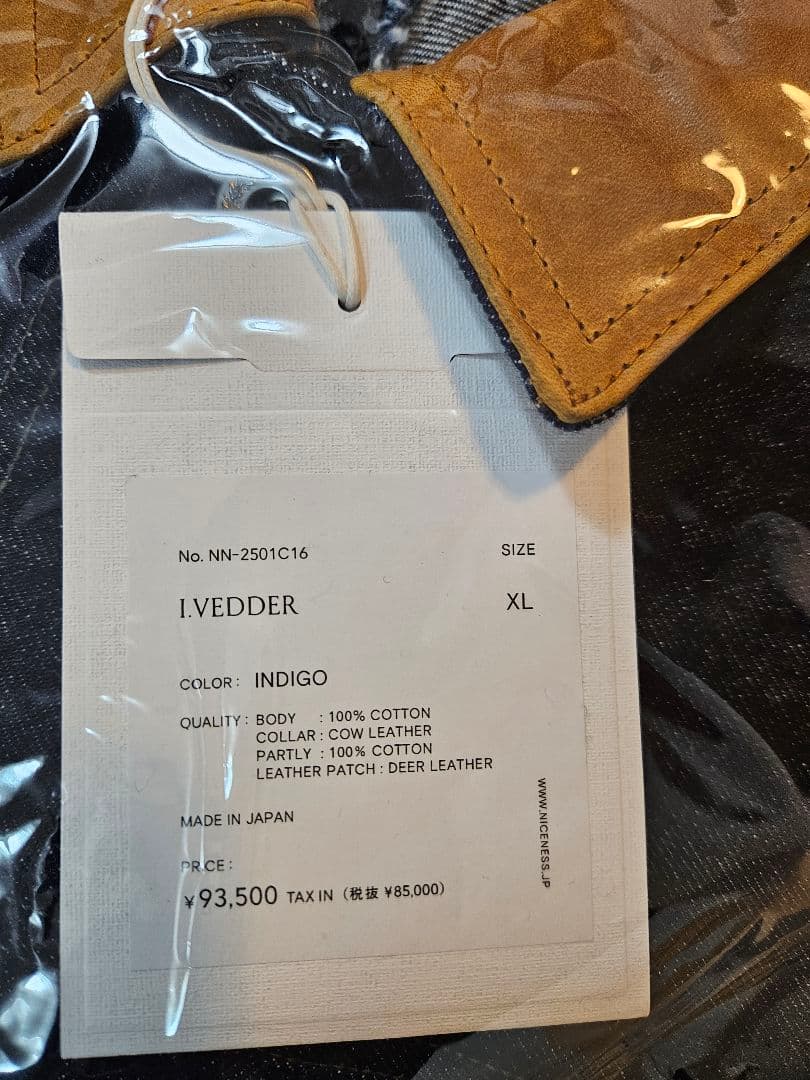 No. NN-2501C16
SIZE
I.VEDDER
XL
COLOR : INDIGO
QUALITY : BODY : 100% COTTON
COLLAR : COW LEATHER
PARTLY : 100% COTTON
LEATHER PATCH : DEER LEATHER
MADE IN JAPAN
PRICE :
¥93,500 TAX IN (税抜 ¥85,000)
WWW.NICENESS.JP